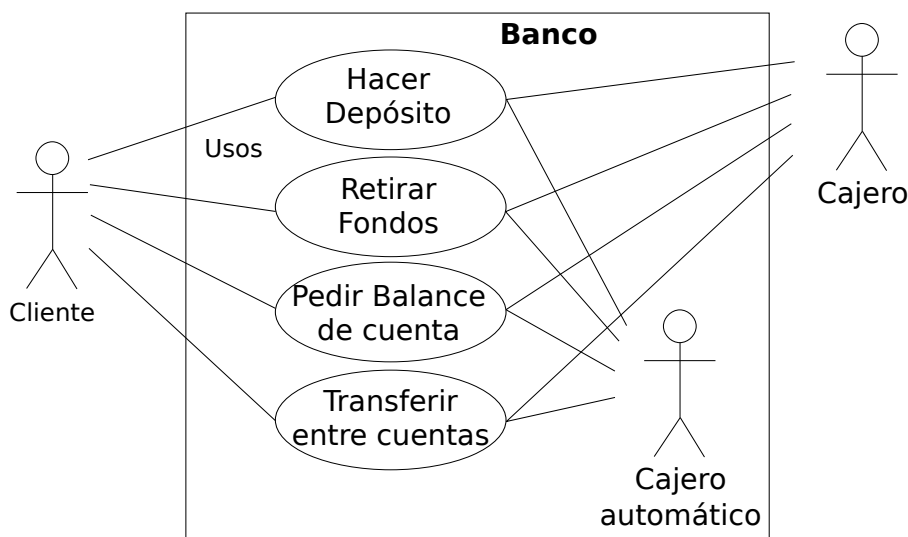 Banco
Hacer
Depósito
Usos
Retirar
Fondos
Cajero
Pedir Balance
de cuenta
Cliente
Transferir
entre cuentas
Cajero
automático